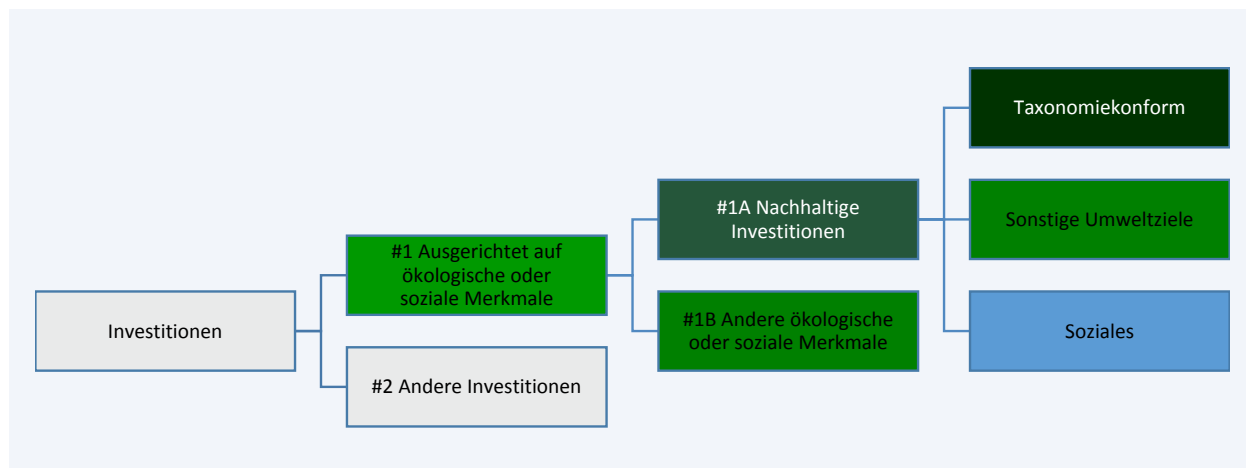 Investitionen
#1 Ausgerichtet auf
ökologische oder
soziale Merkmale
#2 Andere Investitionen
#1A Nachhaltige
Investitionen
#1B Andere ökologische
oder soziale Merkmale
Taxonomiekonform
Sonstige Umweltziele
Soziales